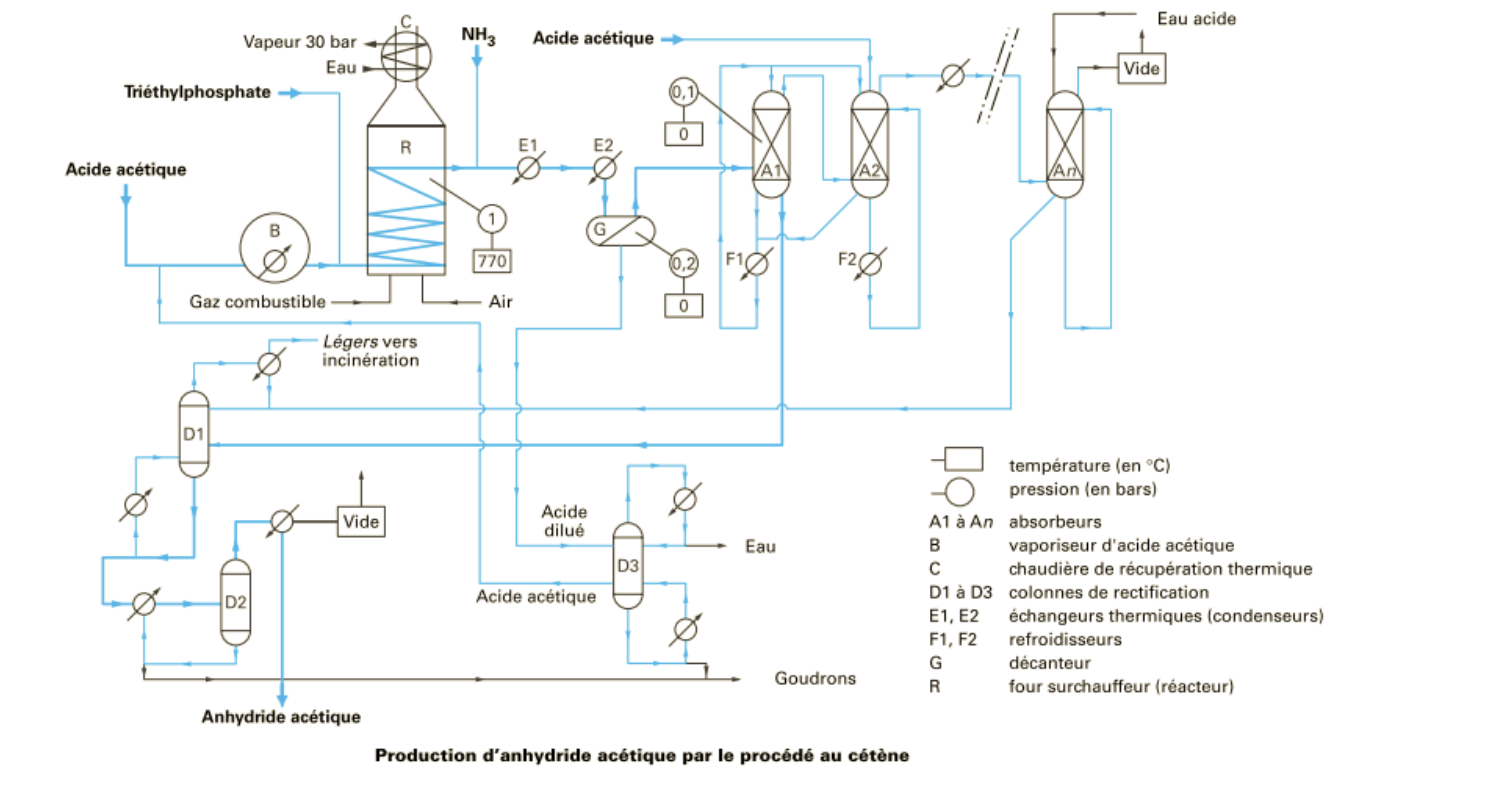 C
Vapeur 30 bar
Eau
NH3
Acide acétique
Eau acide
Vide
Triéthylphosphate
0,1
0
R
E1
E2
A1
A2
An
Acide acétique
B
1
770
G
0,2
0
F1
F2
Gaz combustible
Air
Légers vers
incinération
D1
température (en °C)
pression (en bars)
A1 à An absorbeurs
B vaporiseur d'acide acétique
C chaudière de récupération thermique
D1 à D3 colonnes de rectification
E1, E2 échangeurs thermiques (condenseurs)
F1, F2 refroidisseurs
G décanteur
R four surchauffeur (réacteur)
Vide
Acide
dilué
Eau
D3
D2
Acide acétique
Goudrons
Anhydride acétique
Production d'anhydride acétique par le procédé au cétène